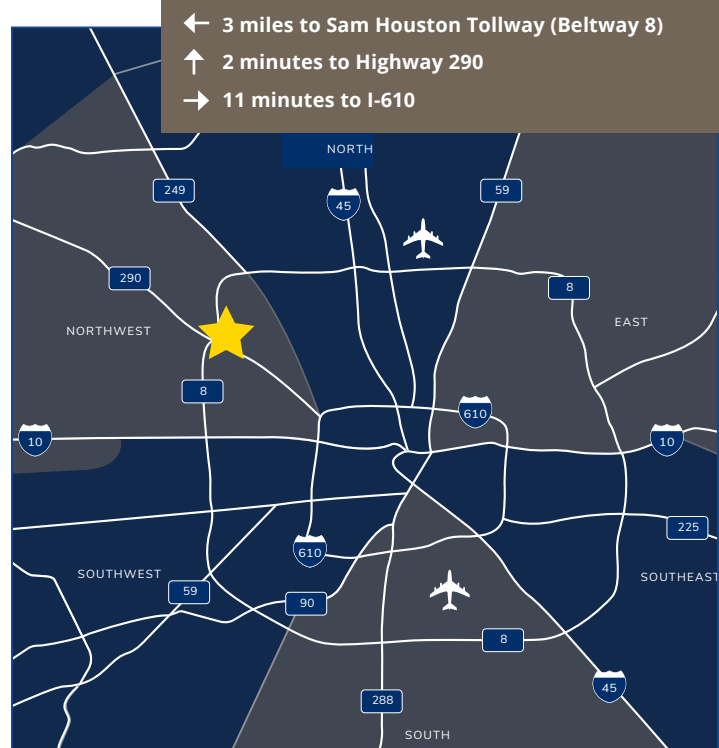 3 miles to Sam Houston Tollway (Beltway 8)
2 minutes to Highway 290
11 minutes to I-610
NORTH
249
45
59
290
8
NORTHWEST
EAST
8
610
10
10
225
610
SOUTHWEST
SOUTHEAST
59
90
8
45
288
SOUTH